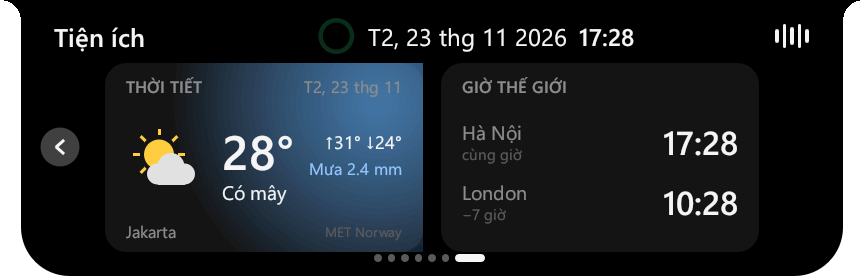 Tiện ích
T2, 23 thg 11 2026 17:28
THỜI TIẾT
T2, 23 thg 11
28°
↑31° ↓24°
Mưa 2.4 mm
Có mây
Jakarta
MET Norway
GIỜ THẾ GIỚI
Hà Nội
17:28
cùng giờ
London
10:28
−7 giờ